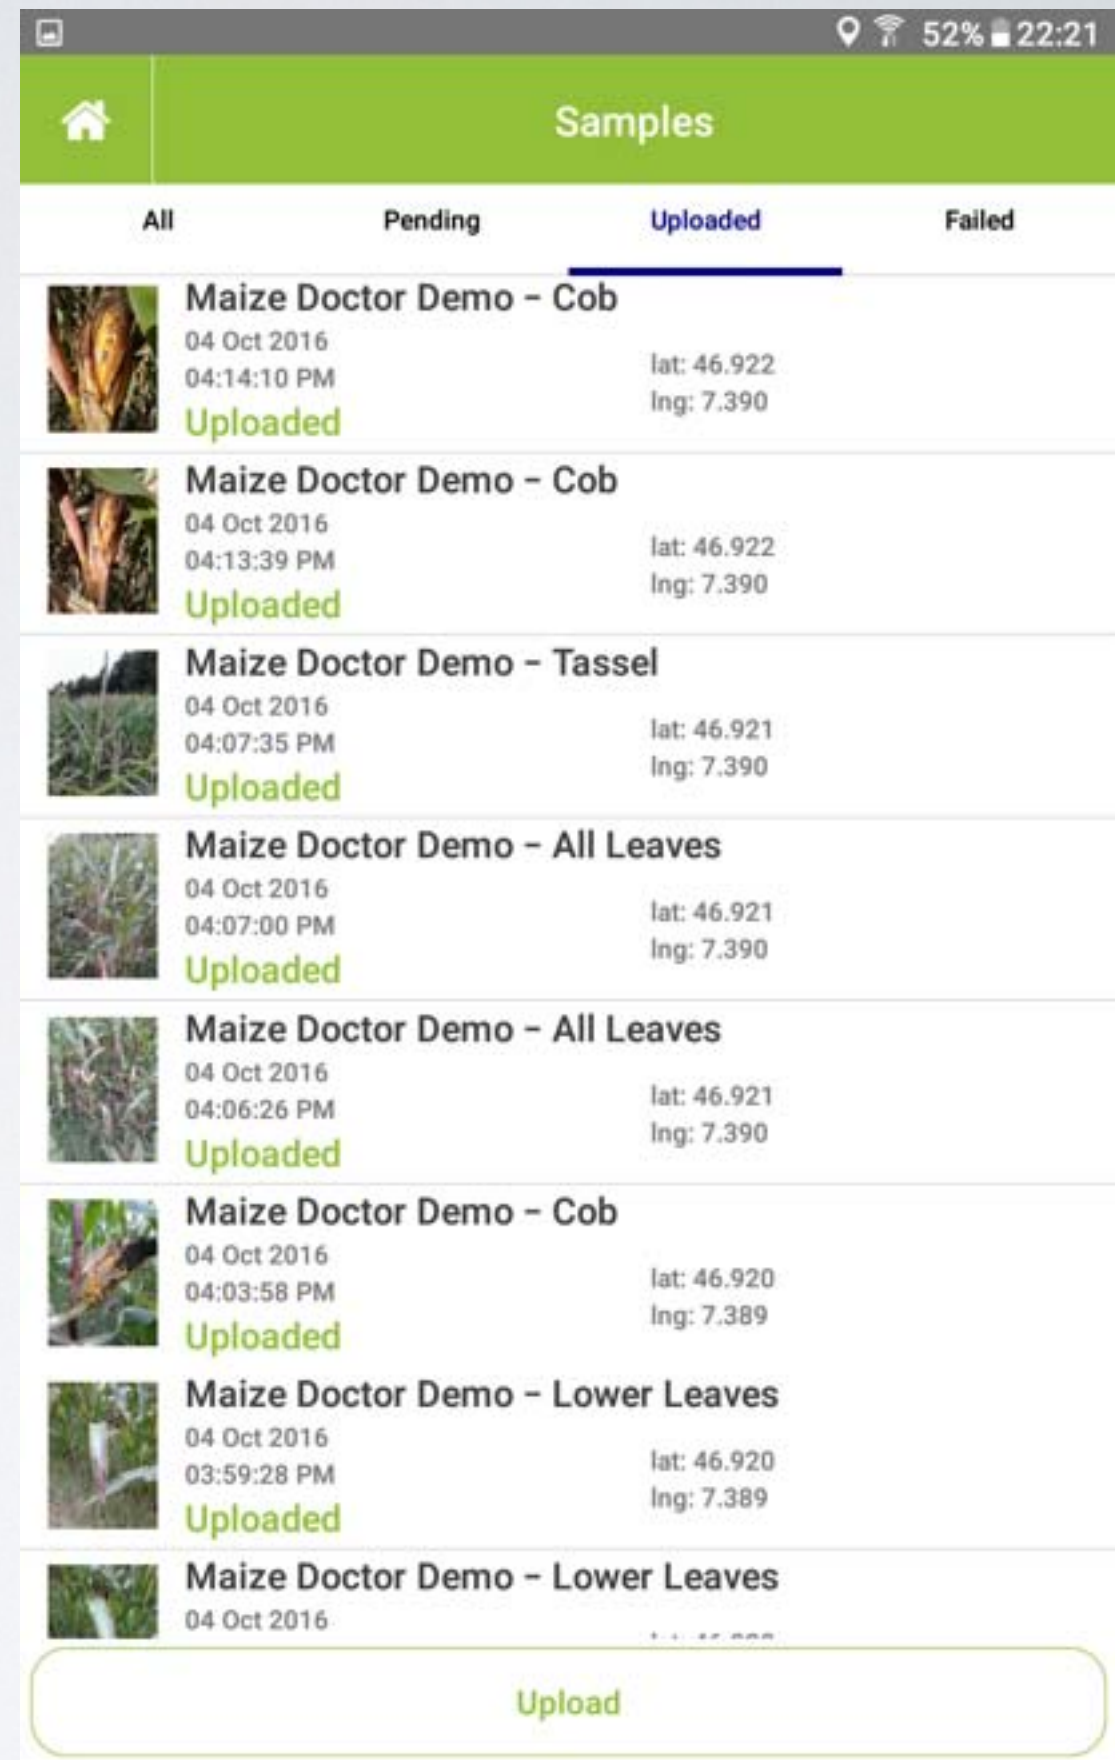 52% 22:21
Samples
All Pending Uploaded Failed
Maize Doctor Demo - Cob
04 Oct 2016
04:14:10 PM
lat: 46.922
lng: 7.390
Uploaded
Maize Doctor Demo - Cob
04 Oct 2016
04:13:39 PM
lat: 46.922
lng: 7.390
Uploaded
Maize Doctor Demo - Tassel
04 Oct 2016
04:07:35 PM
lat: 46.921
lng: 7.390
Uploaded
Maize Doctor Demo - All Leaves
04 Oct 2016
04:07:00 PM
lat: 46.921
lng: 7.390
Uploaded
Maize Doctor Demo - All Leaves
04 Oct 2016
04:06:26 PM
lat: 46.921
lng: 7.390
Uploaded
Maize Doctor Demo - Cob
04 Oct 2016
04:03:58 PM
lat: 46.920
lng: 7.389
Uploaded
Maize Doctor Demo - Lower Leaves
04 Oct 2016
03:59:28 PM
lat: 46.920
lng: 7.389
Uploaded
Maize Doctor Demo - Lower Leaves
04 Oct 2016
Upload